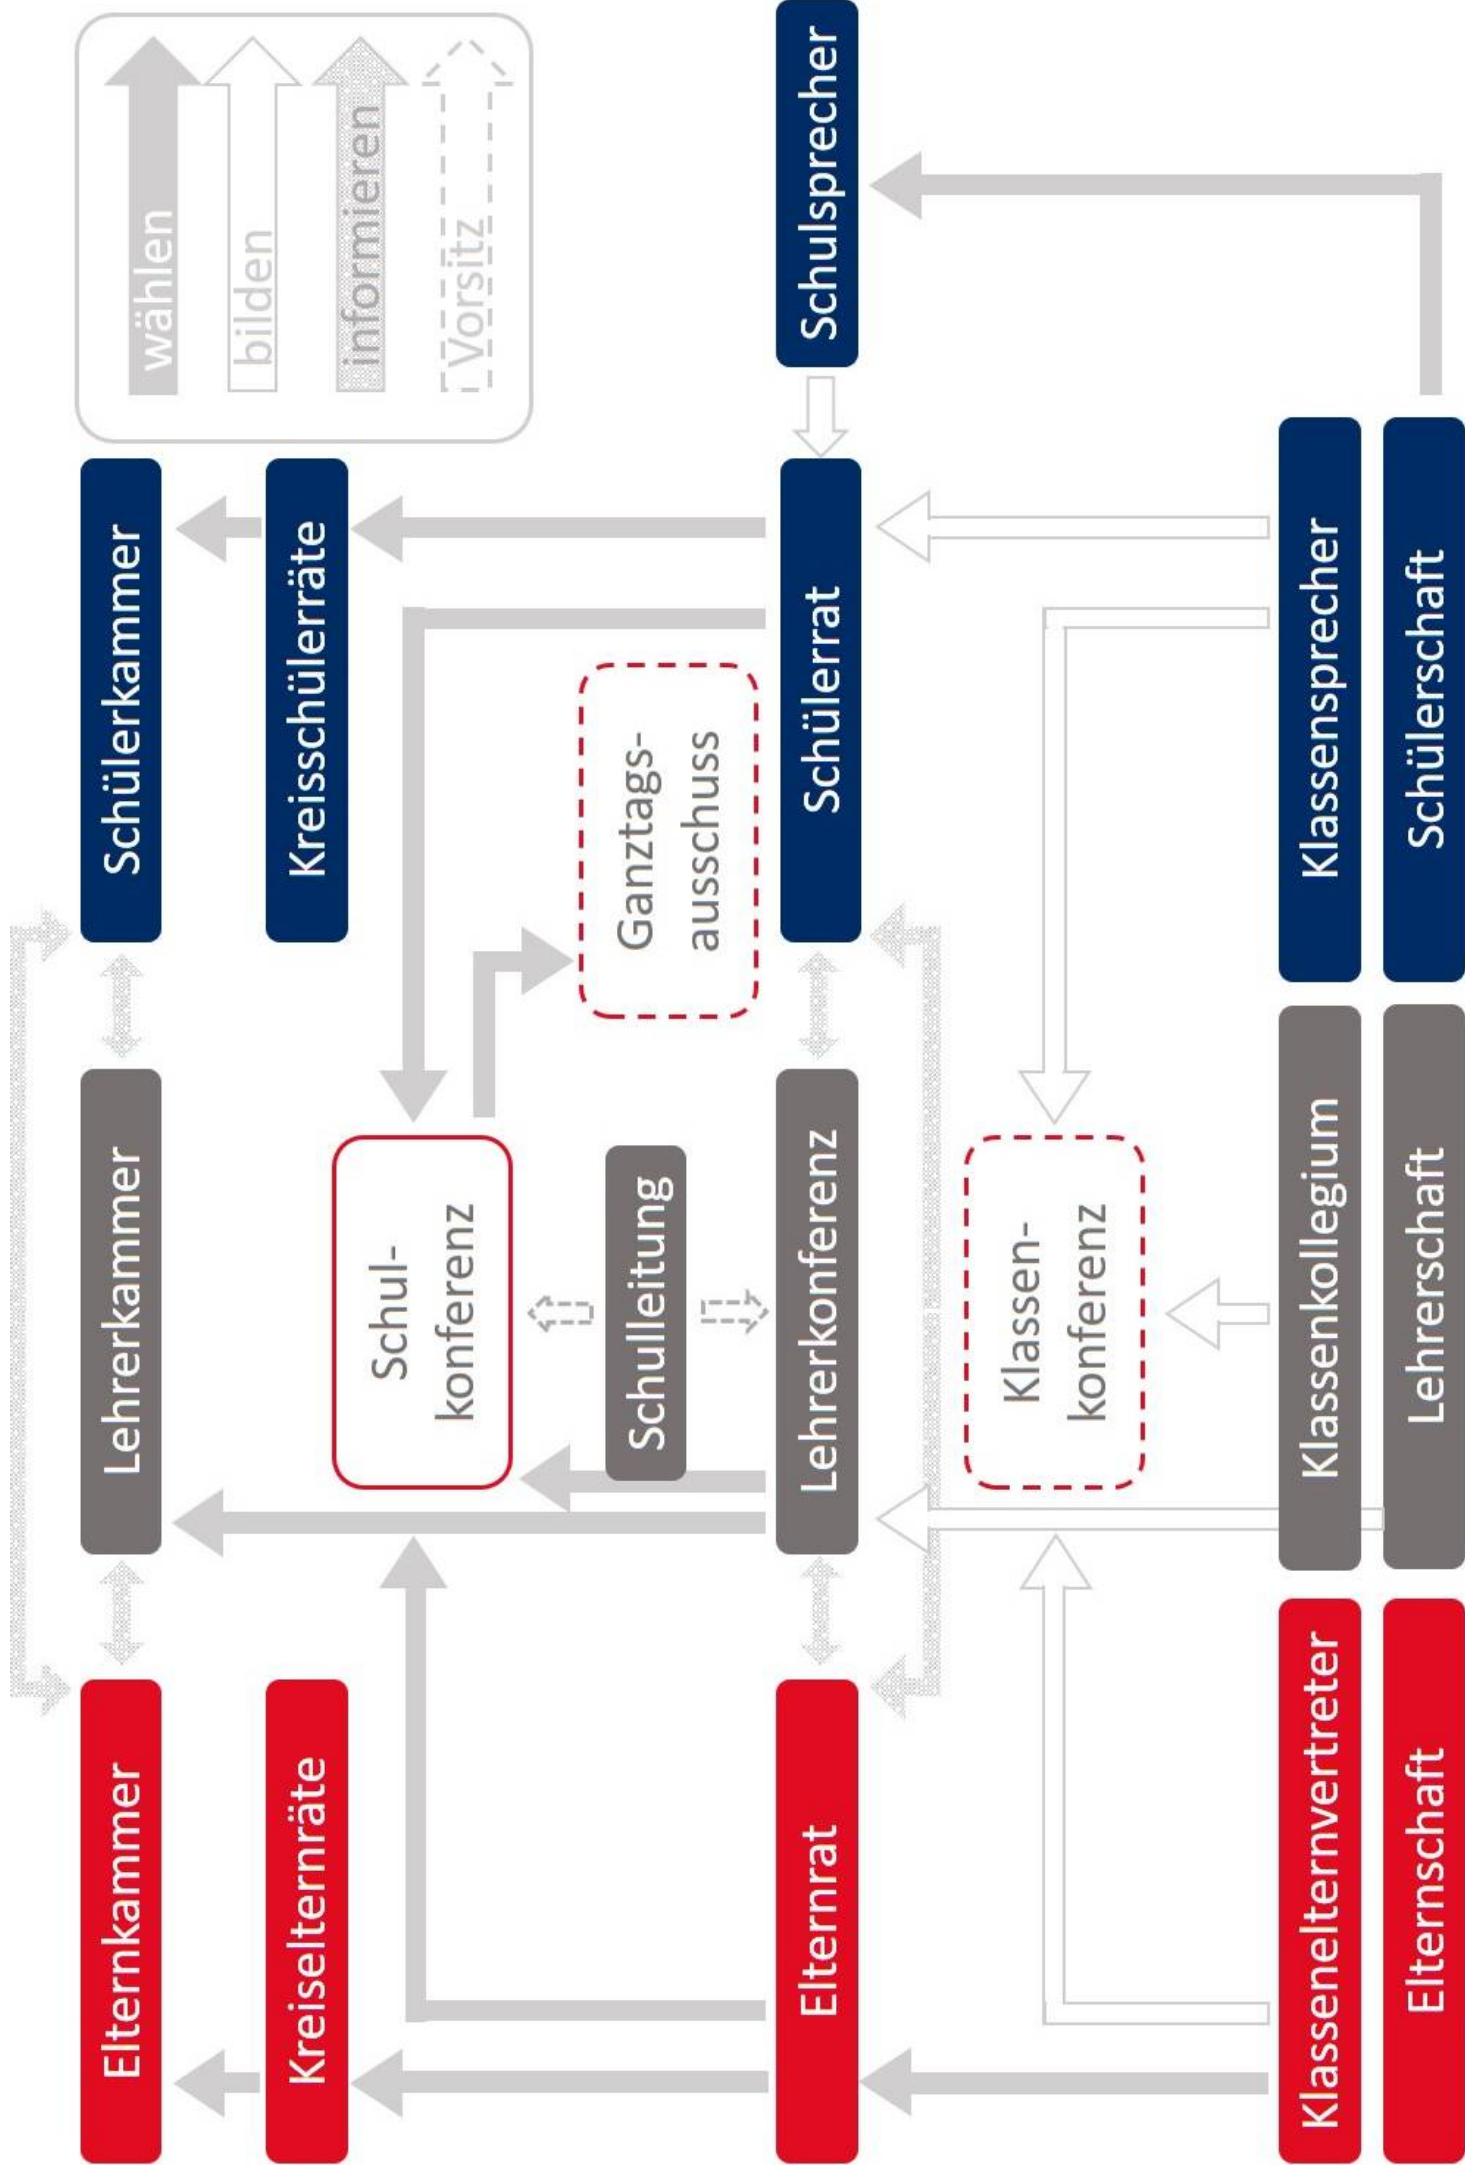 Elternkammer
Lehrerkammer
Schülerkammer
wählen
bilden
informieren
Vorsitz
Kreiselternräte
Kreisschülerräte
Schul-
konferenz
Ganztags-
ausschuss
Schulleitung
Elternrat
Lehrerkonferenz
Schülerrat
Schulsprecher
Klassen-
konferenz
Klassenelternvertreter
Klassenkollegium
Klassensprecher
Elternschaft
Lehrerschaft
Schülerschaft